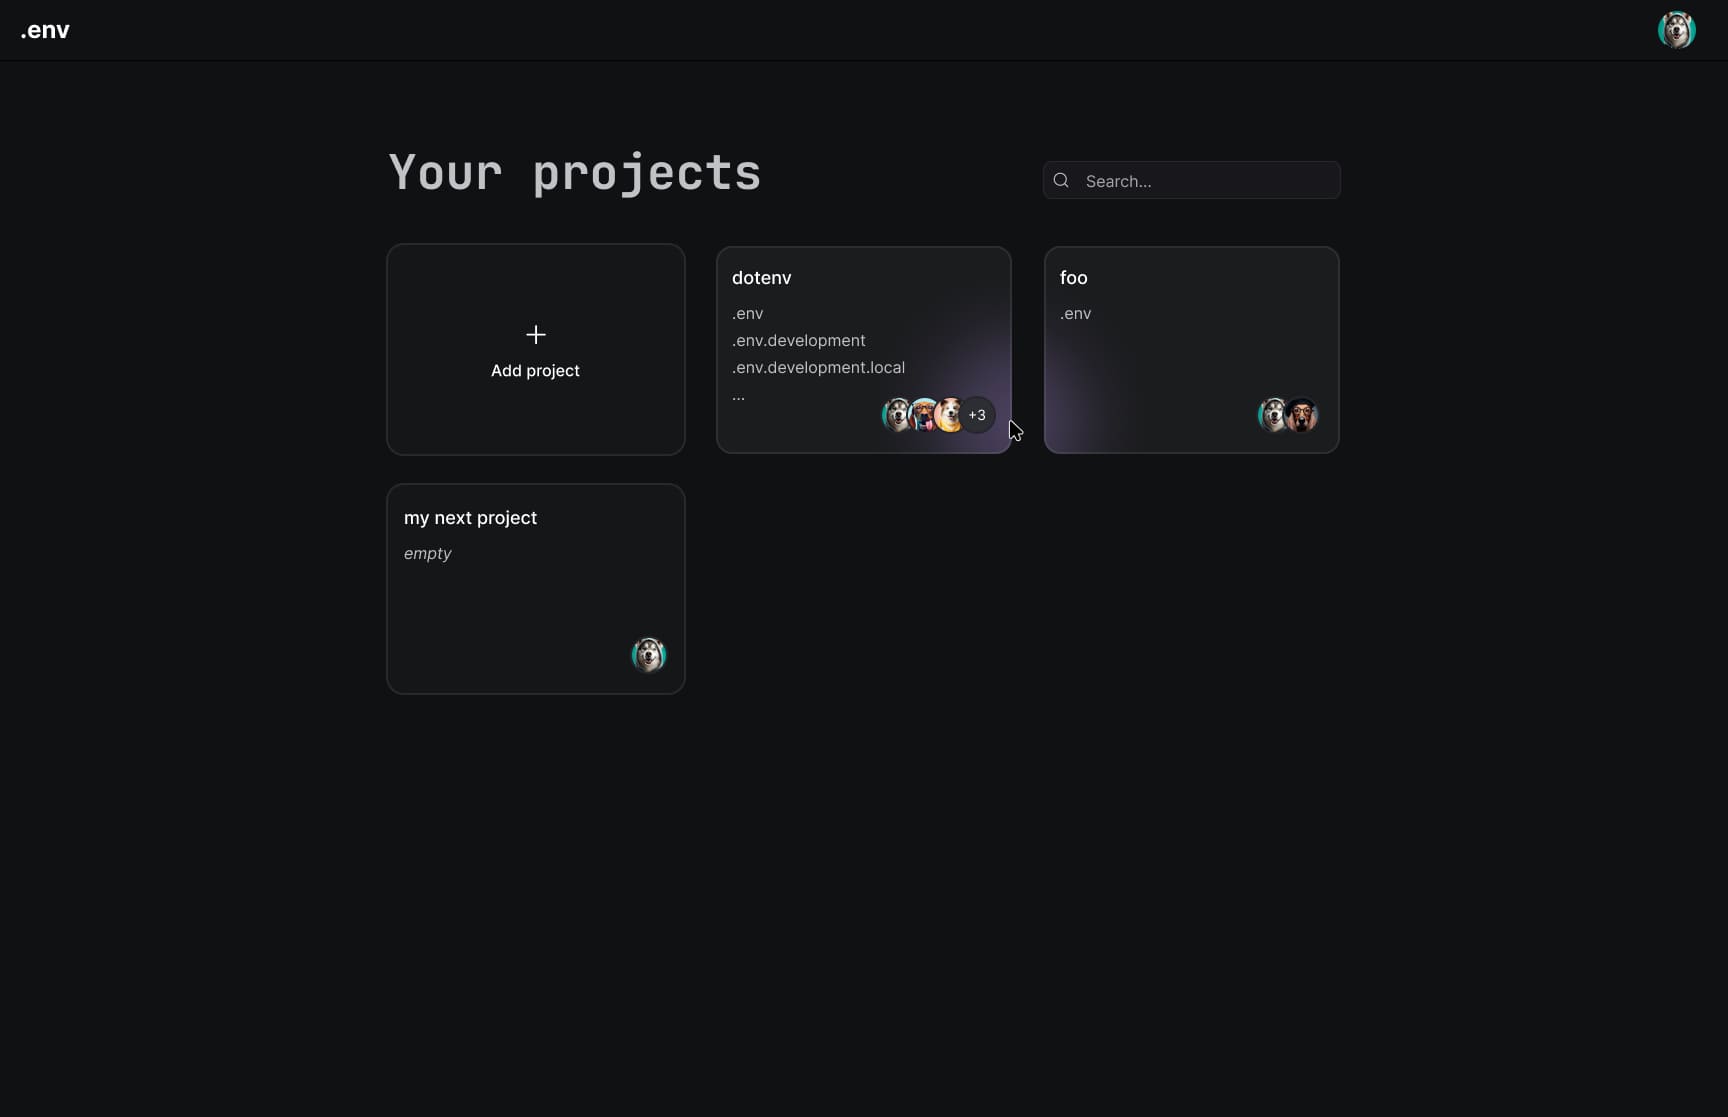 .env
Your projects
Search...
Add project
dotenv
.env
.env.development
.env.development.local
...
+3
foo
.env
my next project
empty